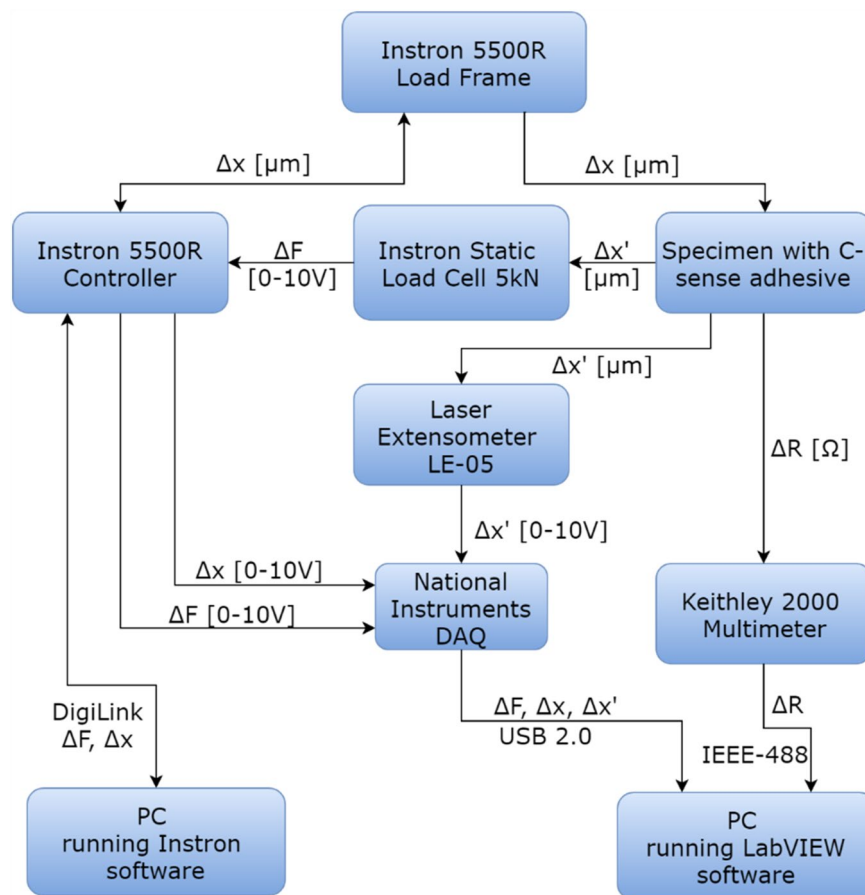 Instron 5500R
Load Frame
Δx [μm]
Δx [μm]
Instron 5500R
Controller
ΔF
[0-10V]
Instron Static
Load Cell 5kN
Δx'
[μm]
Specimen with C-
sense adhesive
Δx' [μm]
Laser
Extensometer
LE-05
ΔR [Ω]
Δx' [0-10V]
Δx [0-10V]
ΔF [0-10V]
National
Instruments
DAQ
Keithley 2000
Multimeter
DigiLink
ΔF, Δx
ΔF, Δx, Δx'
USB 2.0
ΔR
IEEE-488
PC
running Instron
software
PC
running LabVIEW
software